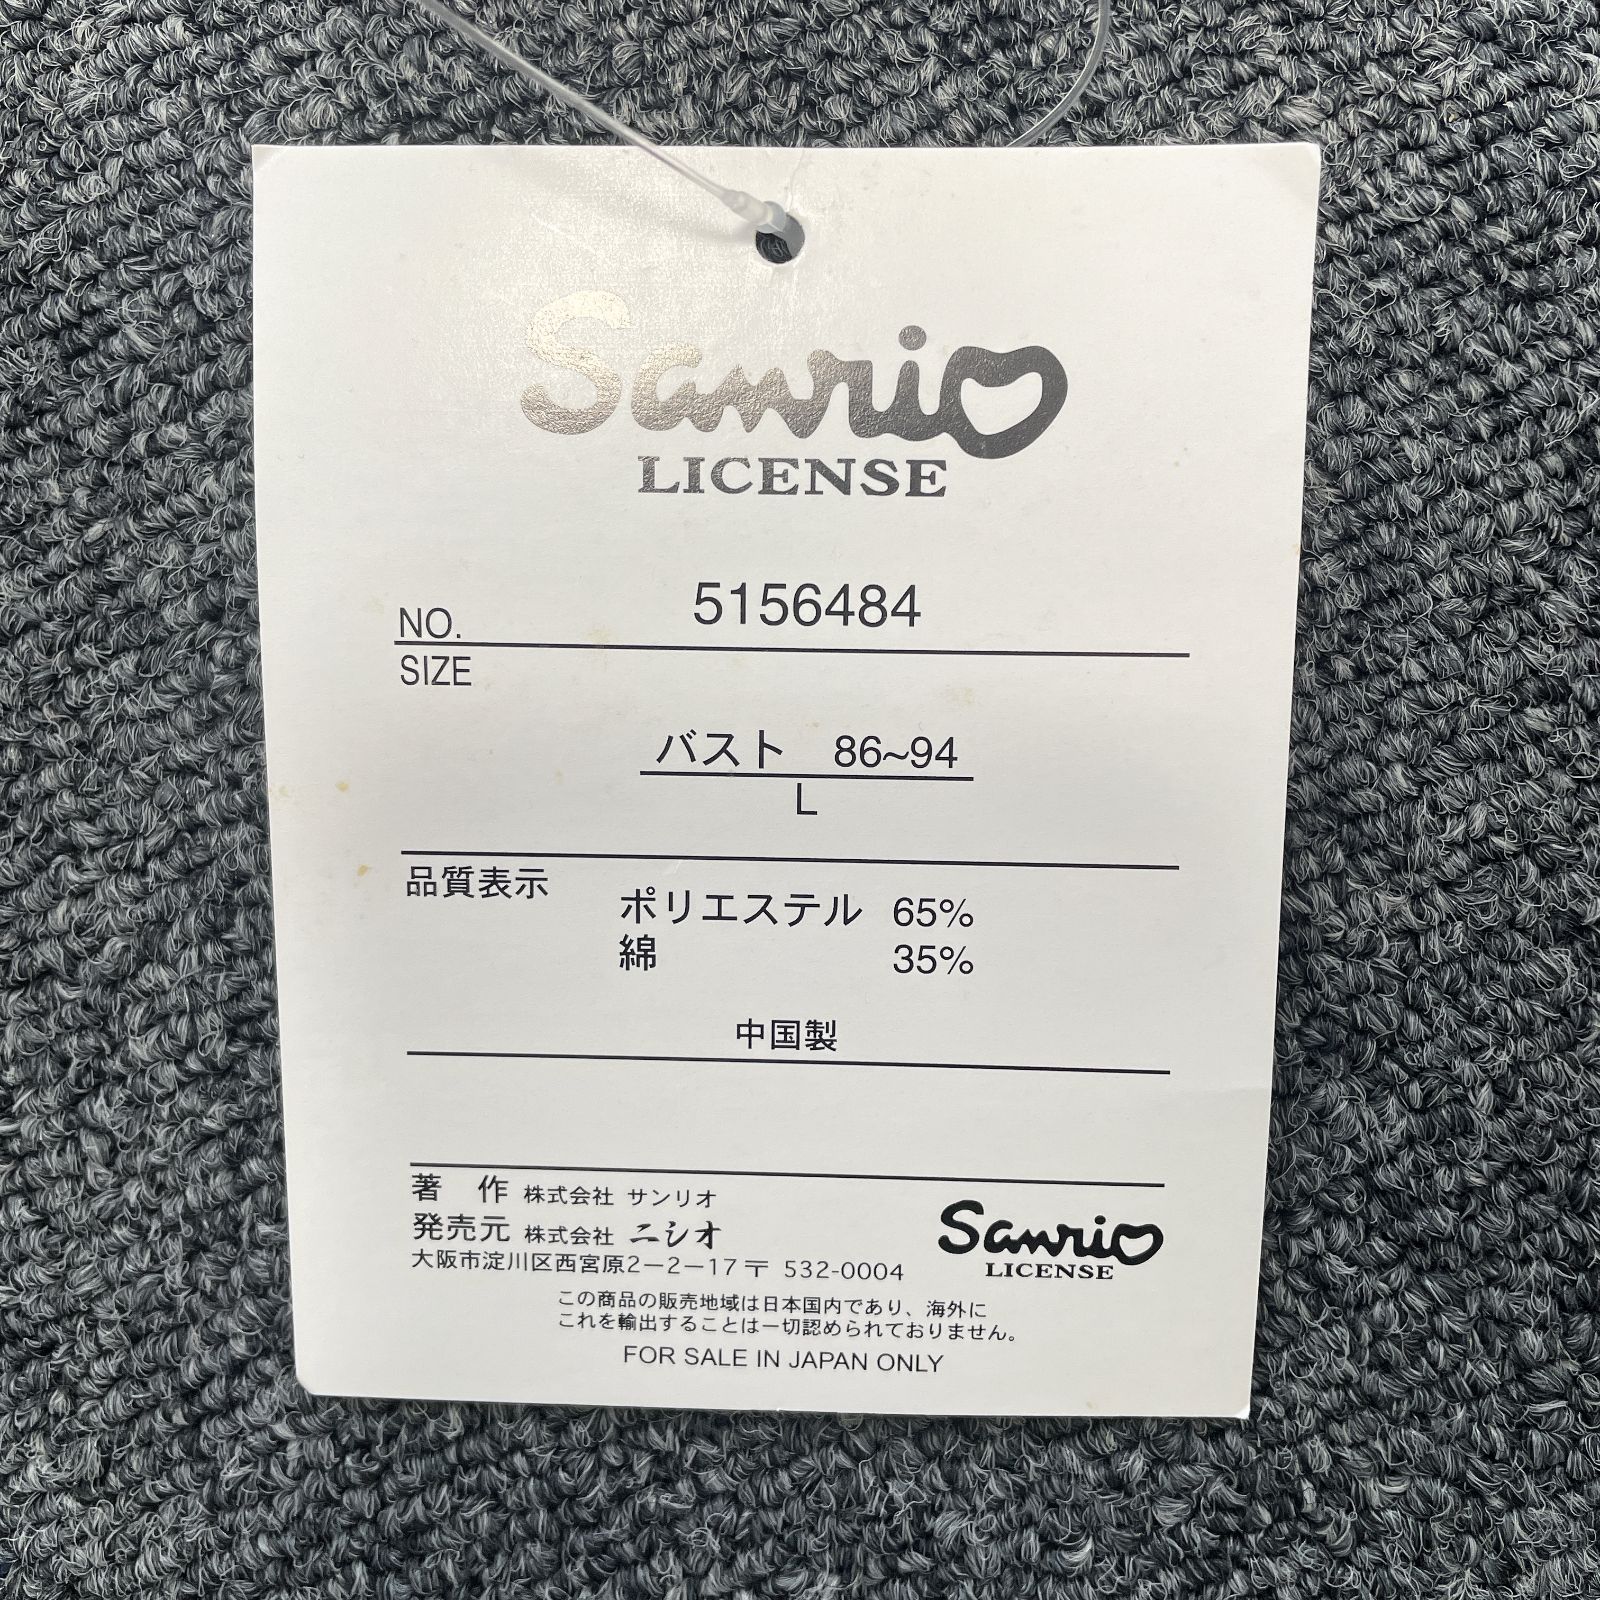 Sanrio
LICENSE
NO. 5156484
SIZE
バスト 86~94
L
品質表示
ポリエステル 65%
綿 35%
中国製
著 作 株式会社 サンリオ
発売元 株式会社 ニシオ
大阪市淀川区西宮原2ー2ー17〒 532-0004
Sanrio
LICENSE
この商品の販売地域は日本国内であり、海外に
これを輸出することは一切認められておりません。
FOR SALE IN JAPAN ONLY